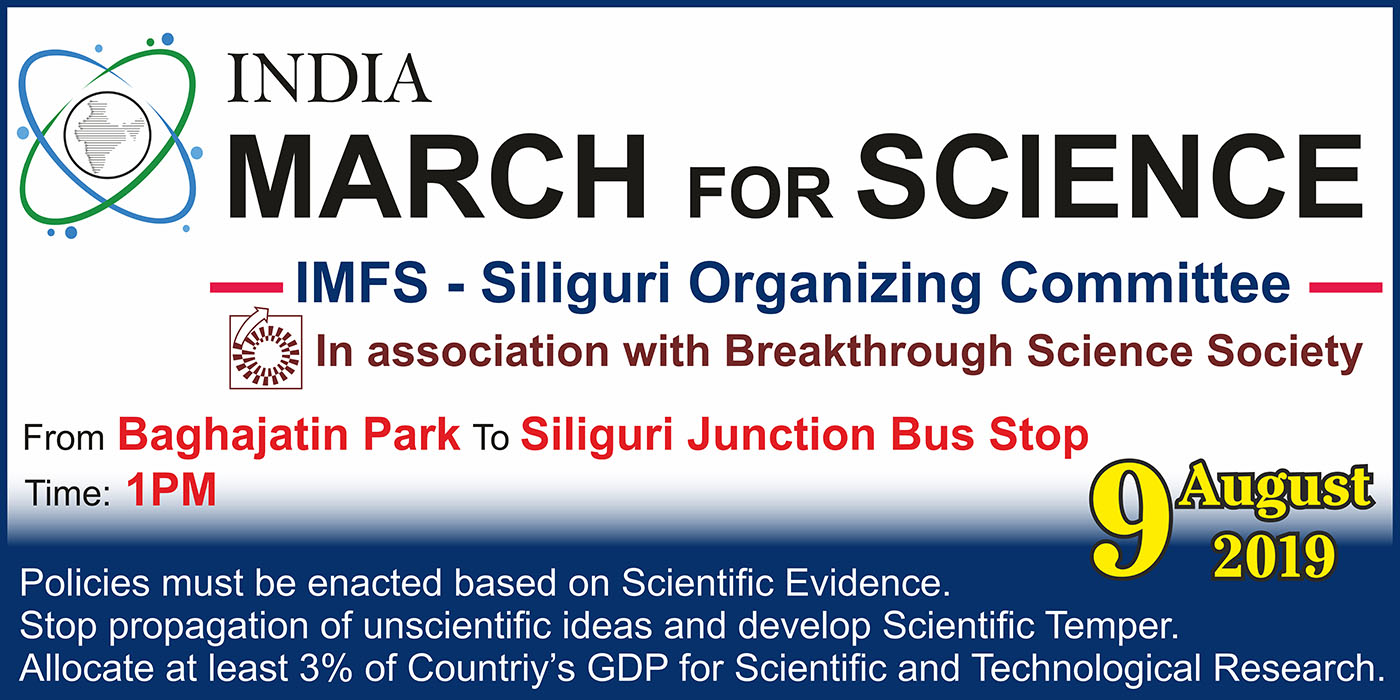 INDIA
MARCH FOR SCIENCE
IMFS - Siliguri Organizing Committee
In association with Breakthrough Science Society
From Baghajatin Park To Siliguri Junction Bus Stop
Time: 1PM
9 August
2019
Policies must be enacted based on Scientific Evidence.
Stop propagation of unscientific ideas and develop Scientific Temper.
Allocate at least 3% of Countriy’s GDP for Scientific and Technological Research.